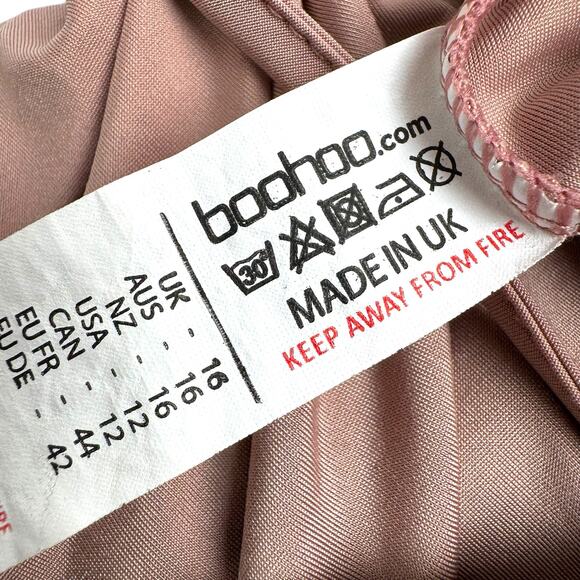 boohoo.com
30°
MADE IN UK
KEEP AWAY FROM FIRE
UK - 16
AUS - 16
NZ - 16
USA - 12
CAN - 12
EU FR - 44
EU DE - 42